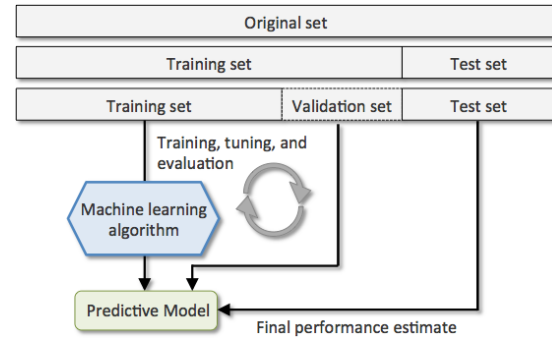 Original set
Training set
Test set
Training set
Validation set
Test set
Training, tuning, and
evaluation
Machine learning
algorithm
Predictive Model
Final performance estimate